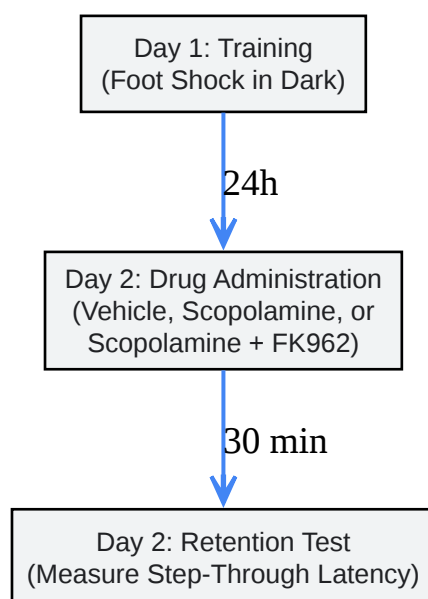 Day 1: Training
(Foot Shock in Dark)
24h
Day 2: Drug Administration
(Vehicle, Scopolamine, or
Scopolamine + FK962)
30 min
Day 2: Retention Test
(Measure Step-Through Latency)